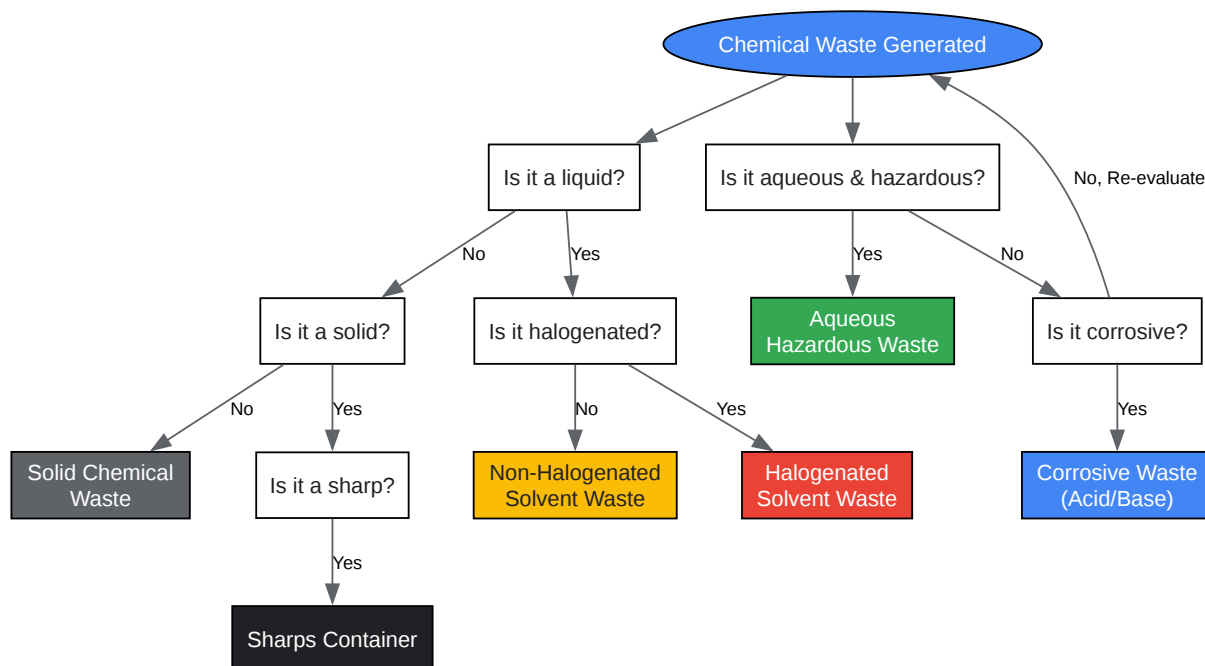 Chemical Waste Generated
Is it a liquid?
Is it aqueous & hazardous?
No, Re-evaluate
No
Yes
Yes
No
Is it a solid?
Is it halogenated?
Aqueous
Hazardous Waste
Is it corrosive?
No
Yes
No
Yes
Yes
Solid Chemical
Waste
Is it a sharp?
Non-Halogenated
Solvent Waste
Halogenated
Solvent Waste
Corrosive Waste
(Acid/Base)
Yes
Sharps Container